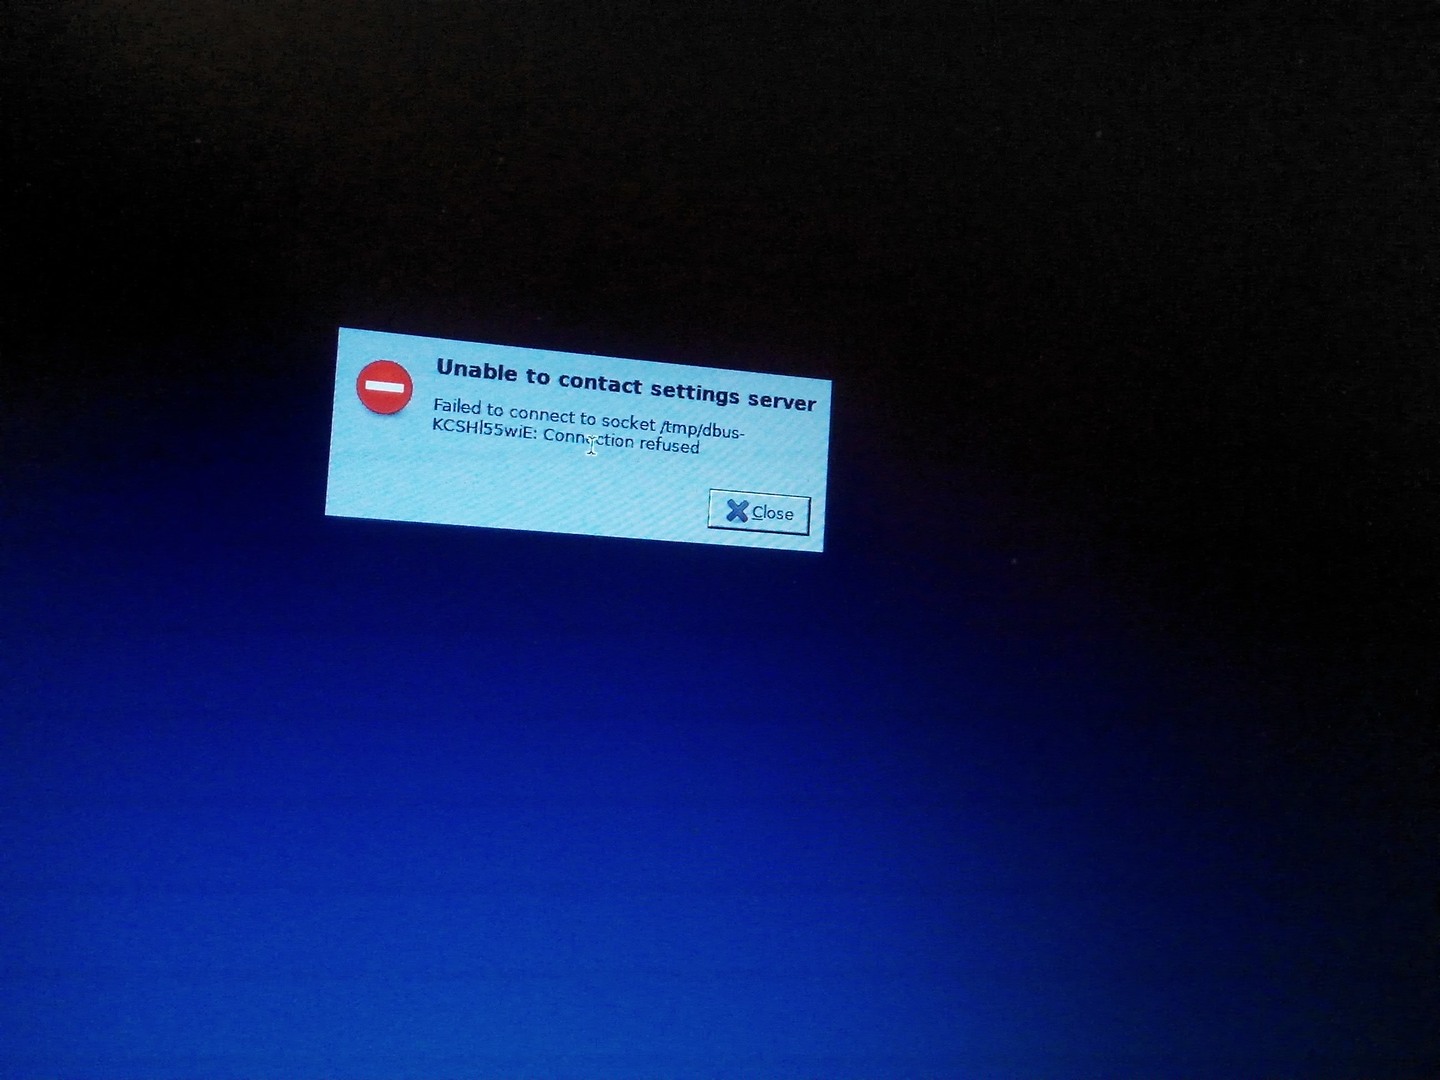 Unable to contact settings server
Failed to connect to socket /tmp/dbus-
KCSHl55wiE: Connection refused
Close